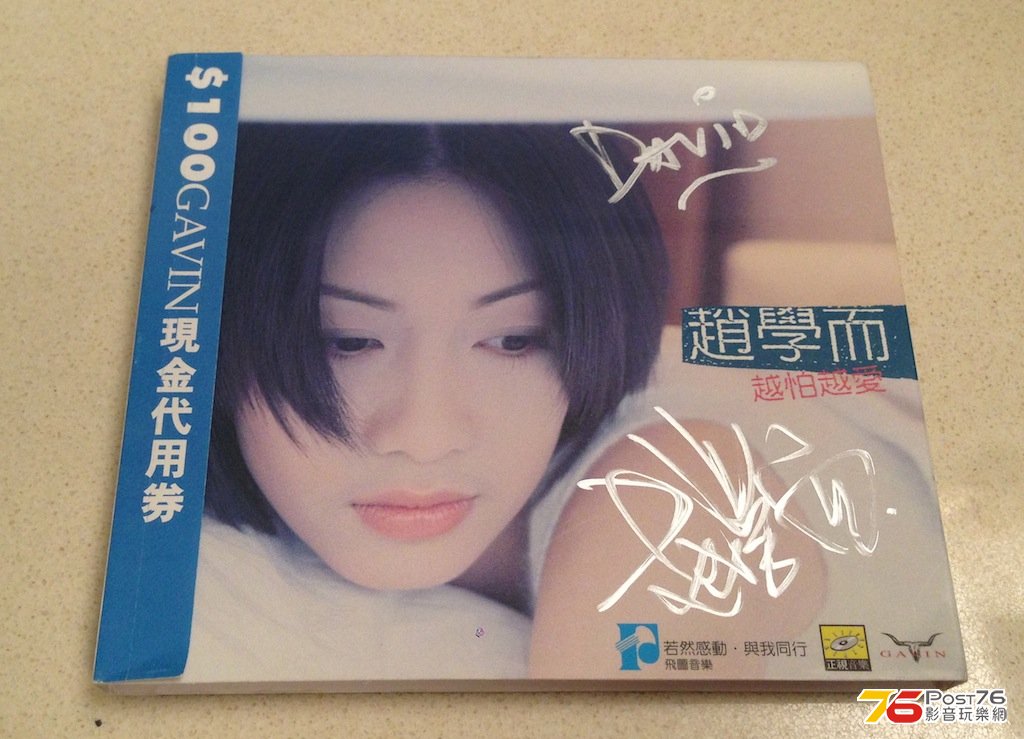 $100GAVIN現金代用券
DAVID
趙學而
越怕越愛
若然感動·與我同行
飛圖音樂
正視音樂
GAVIN
76 POST76
影音玩樂網